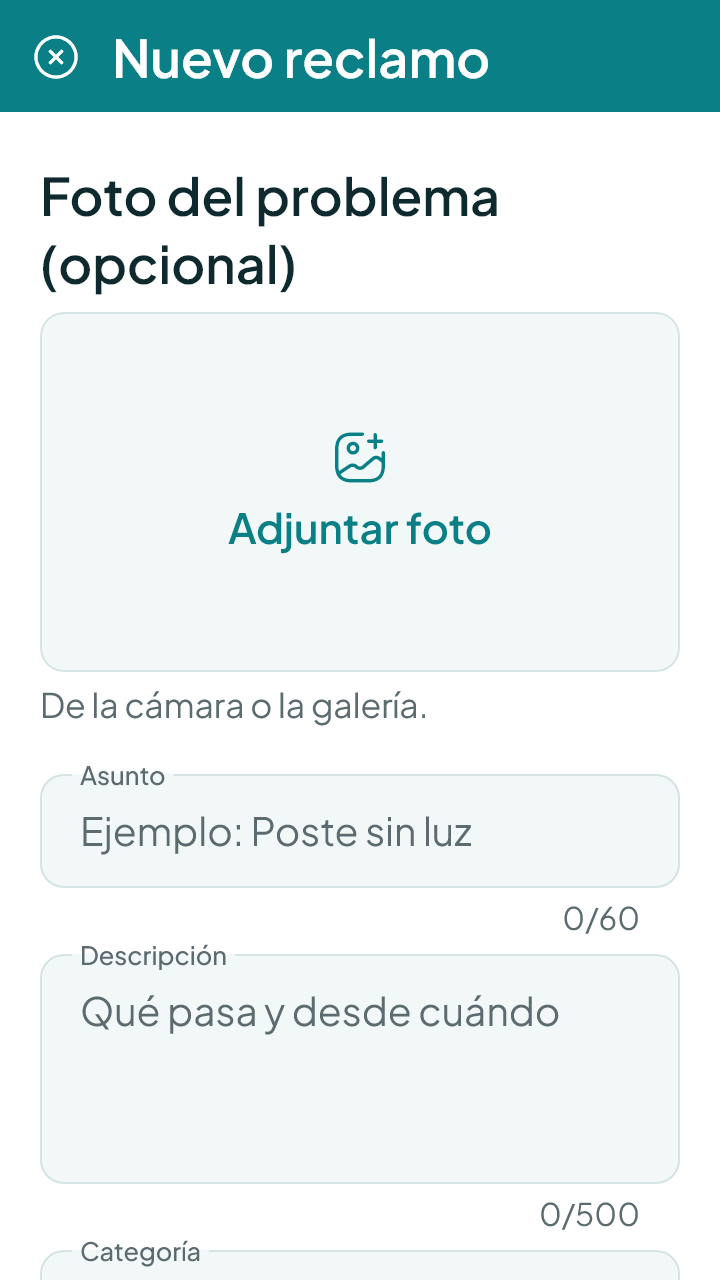 Nuevo reclamo
Foto del problema
(opcional)
Adjuntar foto
De la cámara o la galería.
Asunto
Ejemplo: Poste sin luz
0/60
Descripción
Qué pasa y desde cuándo
0/500
Categoría